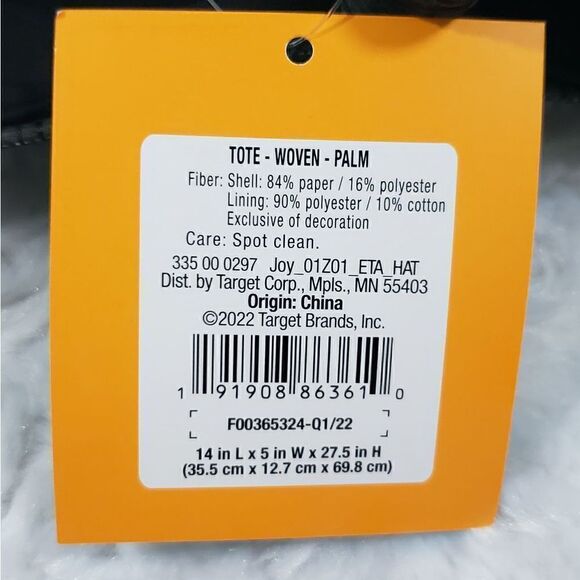 TOTE - WOVEN - PALM
Fiber: Shell: 84% paper / 16% polyester
Lining: 90% polyester / 10% cotton
Exclusive of decoration
Care: Spot clean.
335 00 0297 Joy_01Z01_ETA_HAT
Dist. by Target Corp., Mpls., MN 55403
Origin: China
©2022 Target Brands, Inc.
1 91908 86361 0
F00365324-Q1/22
14 in L x 5 in W x 27.5 in H
(35.5 cm x 12.7 cm x 69.8 cm)